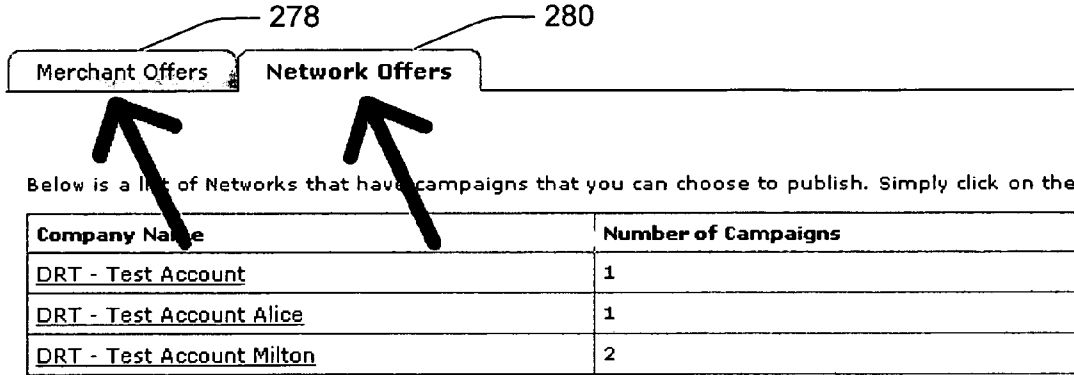 278 280
Merchant Offers Network Offers
Below is a list of Networks that have campaigns that you can choose to publish. Simply click on the
Company Name Number of Campaigns
DRT - Test Account 1
DRT - Test Account Alice 1
DRT - Test Account Milton 2